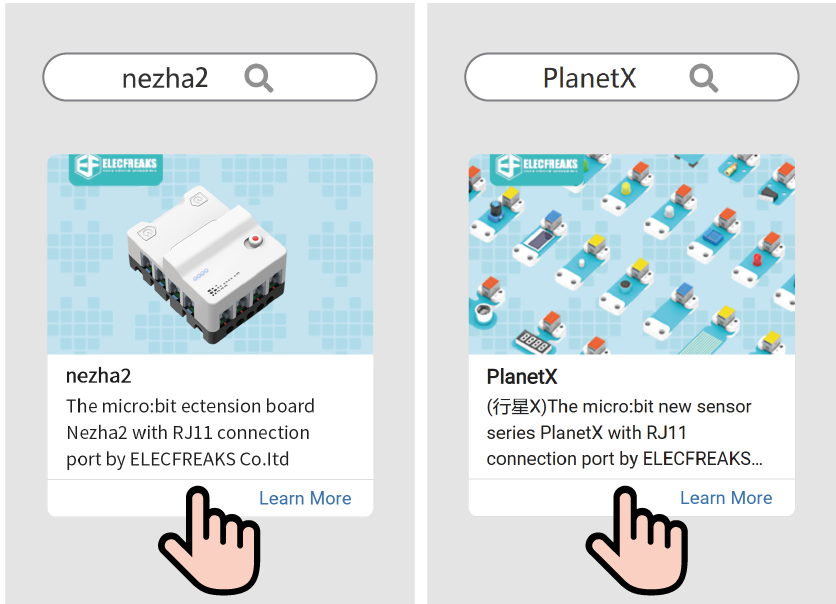 nezha2
ELECFREAKS
nezha2
The micro:bit ectension board
Nezha2 with RJ11 connection
port by ELECFREAKS Co.ltd
Learn More
PlanetX
ELECFREAKS
PlanetX
(行星X)The micro:bit new sensor
series PlanetX with RJ11
connection port by ELECFREAKS...
Learn More